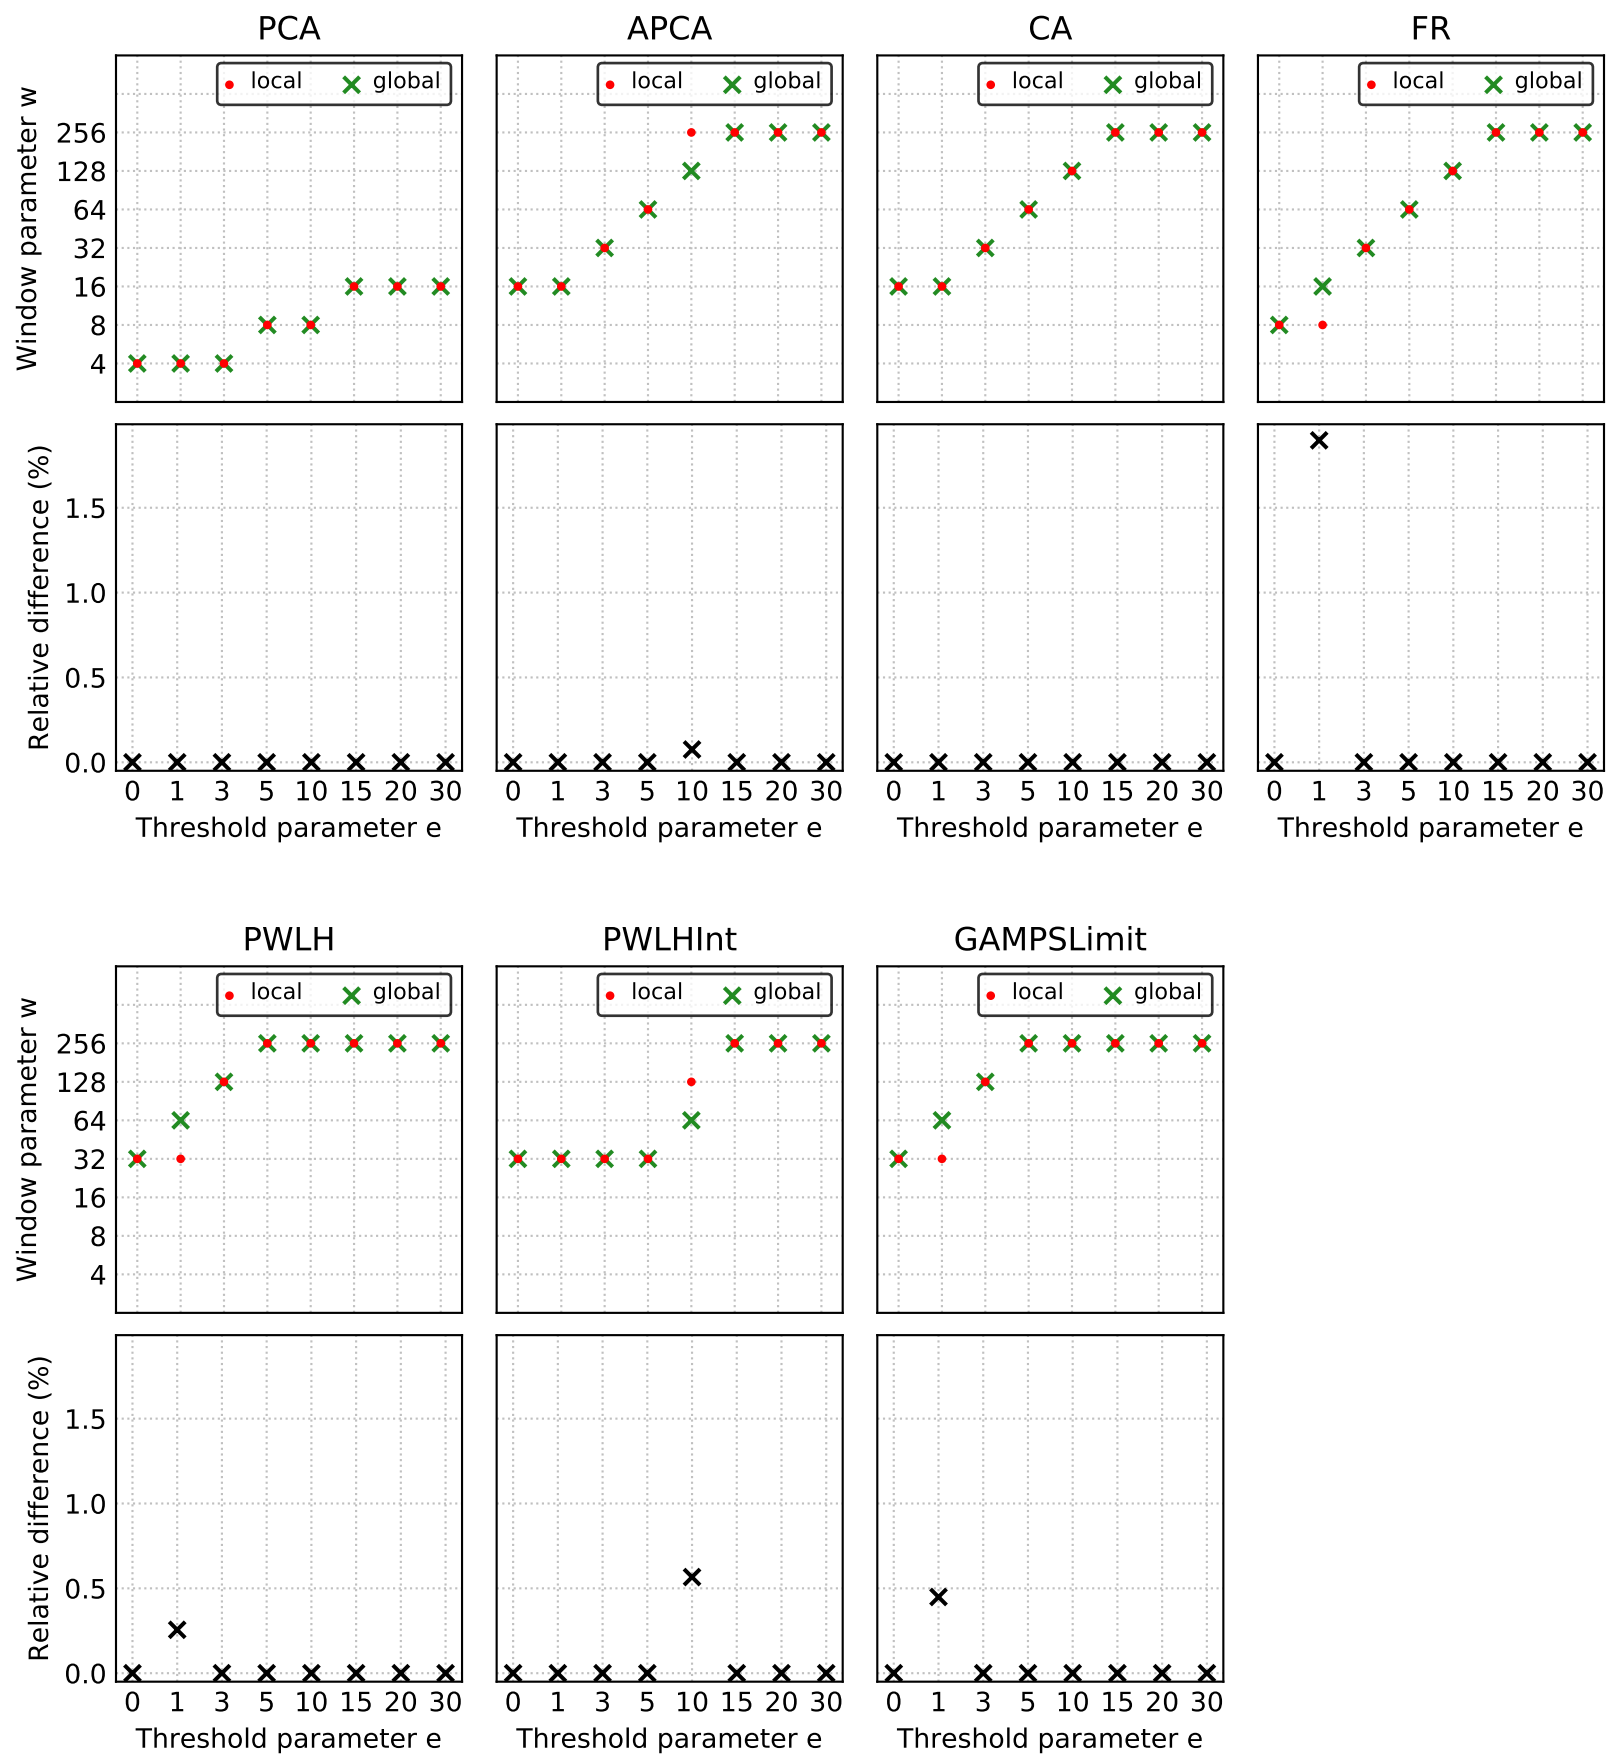 PCA APCA CA FR
local global local global local global local global
Window parameter w
256
128
64
32
16
8
4
Relative difference (%)
1.5
1.0
0.5
0.0
0 1 3 5 10 15 20 30 0 1 3 5 10 15 20 30 0 1 3 5 10 15 20 30 0 1 3 5 10 15 20 30
Threshold parameter e Threshold parameter e Threshold parameter e Threshold parameter e
PWLH PWLHInt GAMPSLimit
local global local global local global
Window parameter w
256
128
64
32
16
8
4
Relative difference (%)
1.5
1.0
0.5
0.0
0 1 3 5 10 15 20 30 0 1 3 5 10 15 20 30 0 1 3 5 10 15 20 30
Threshold parameter e Threshold parameter e Threshold parameter e